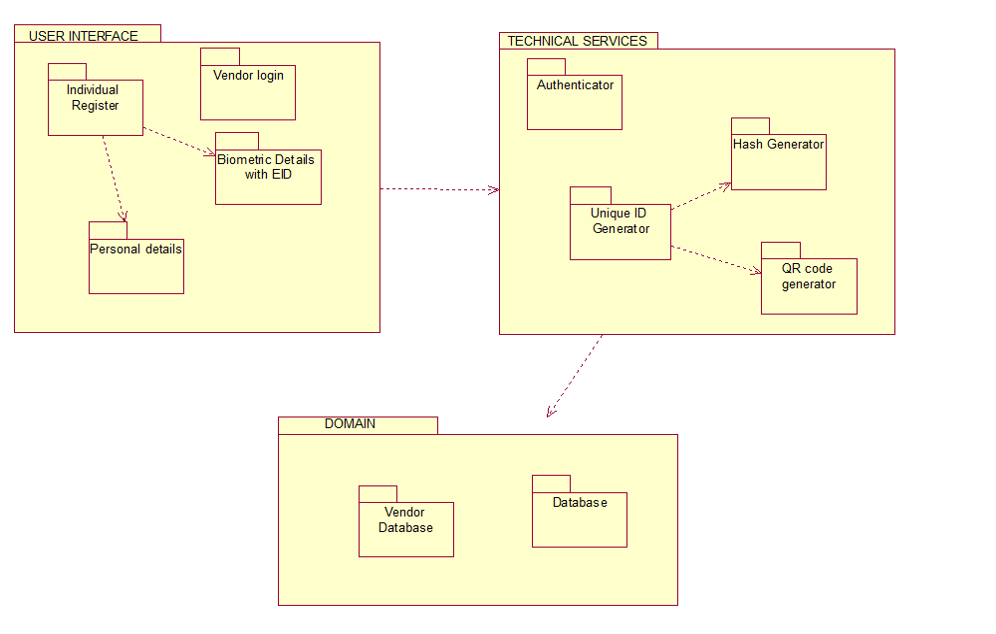 USER INTERFACE
Vendor login
Individual
Register
Biometric Details
with EID
Personal details
TECHNICAL SERVICES
Authenticator
Hash Generator
Unique ID
Generator
QR code
generator
DOMAIN
Vendor
Database
Database